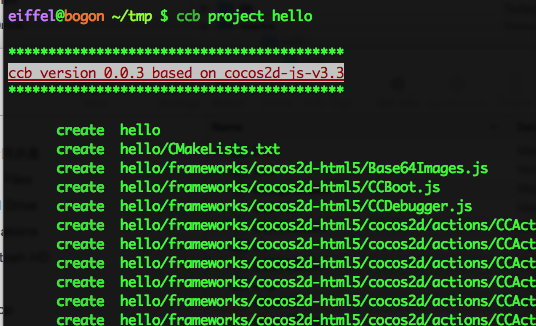 eiffel@bogon ~/tmp $ ccb project hello
******************************************
ccb version 0.0.3 based on cocos2d-js-v3.3
******************************************
create hello
create hello/CMakeLists.txt
create hello/frameworks/cocos2d-html5/Base64Images.js
create hello/frameworks/cocos2d-html5/CCBoot.js
create hello/frameworks/cocos2d-html5/CCDebugger.js
create hello/frameworks/cocos2d-html5/cocos2d/actions/CCAct
create hello/frameworks/cocos2d-html5/cocos2d/actions/CCAct
create hello/frameworks/cocos2d-html5/cocos2d/actions/CCAct
create hello/frameworks/cocos2d-html5/cocos2d/actions/CCAct
create hello/frameworks/cocos2d-html5/cocos2d/actions/CCAct
create hello/frameworks/cocos2d-html5/cocos2d/actions/CCAct